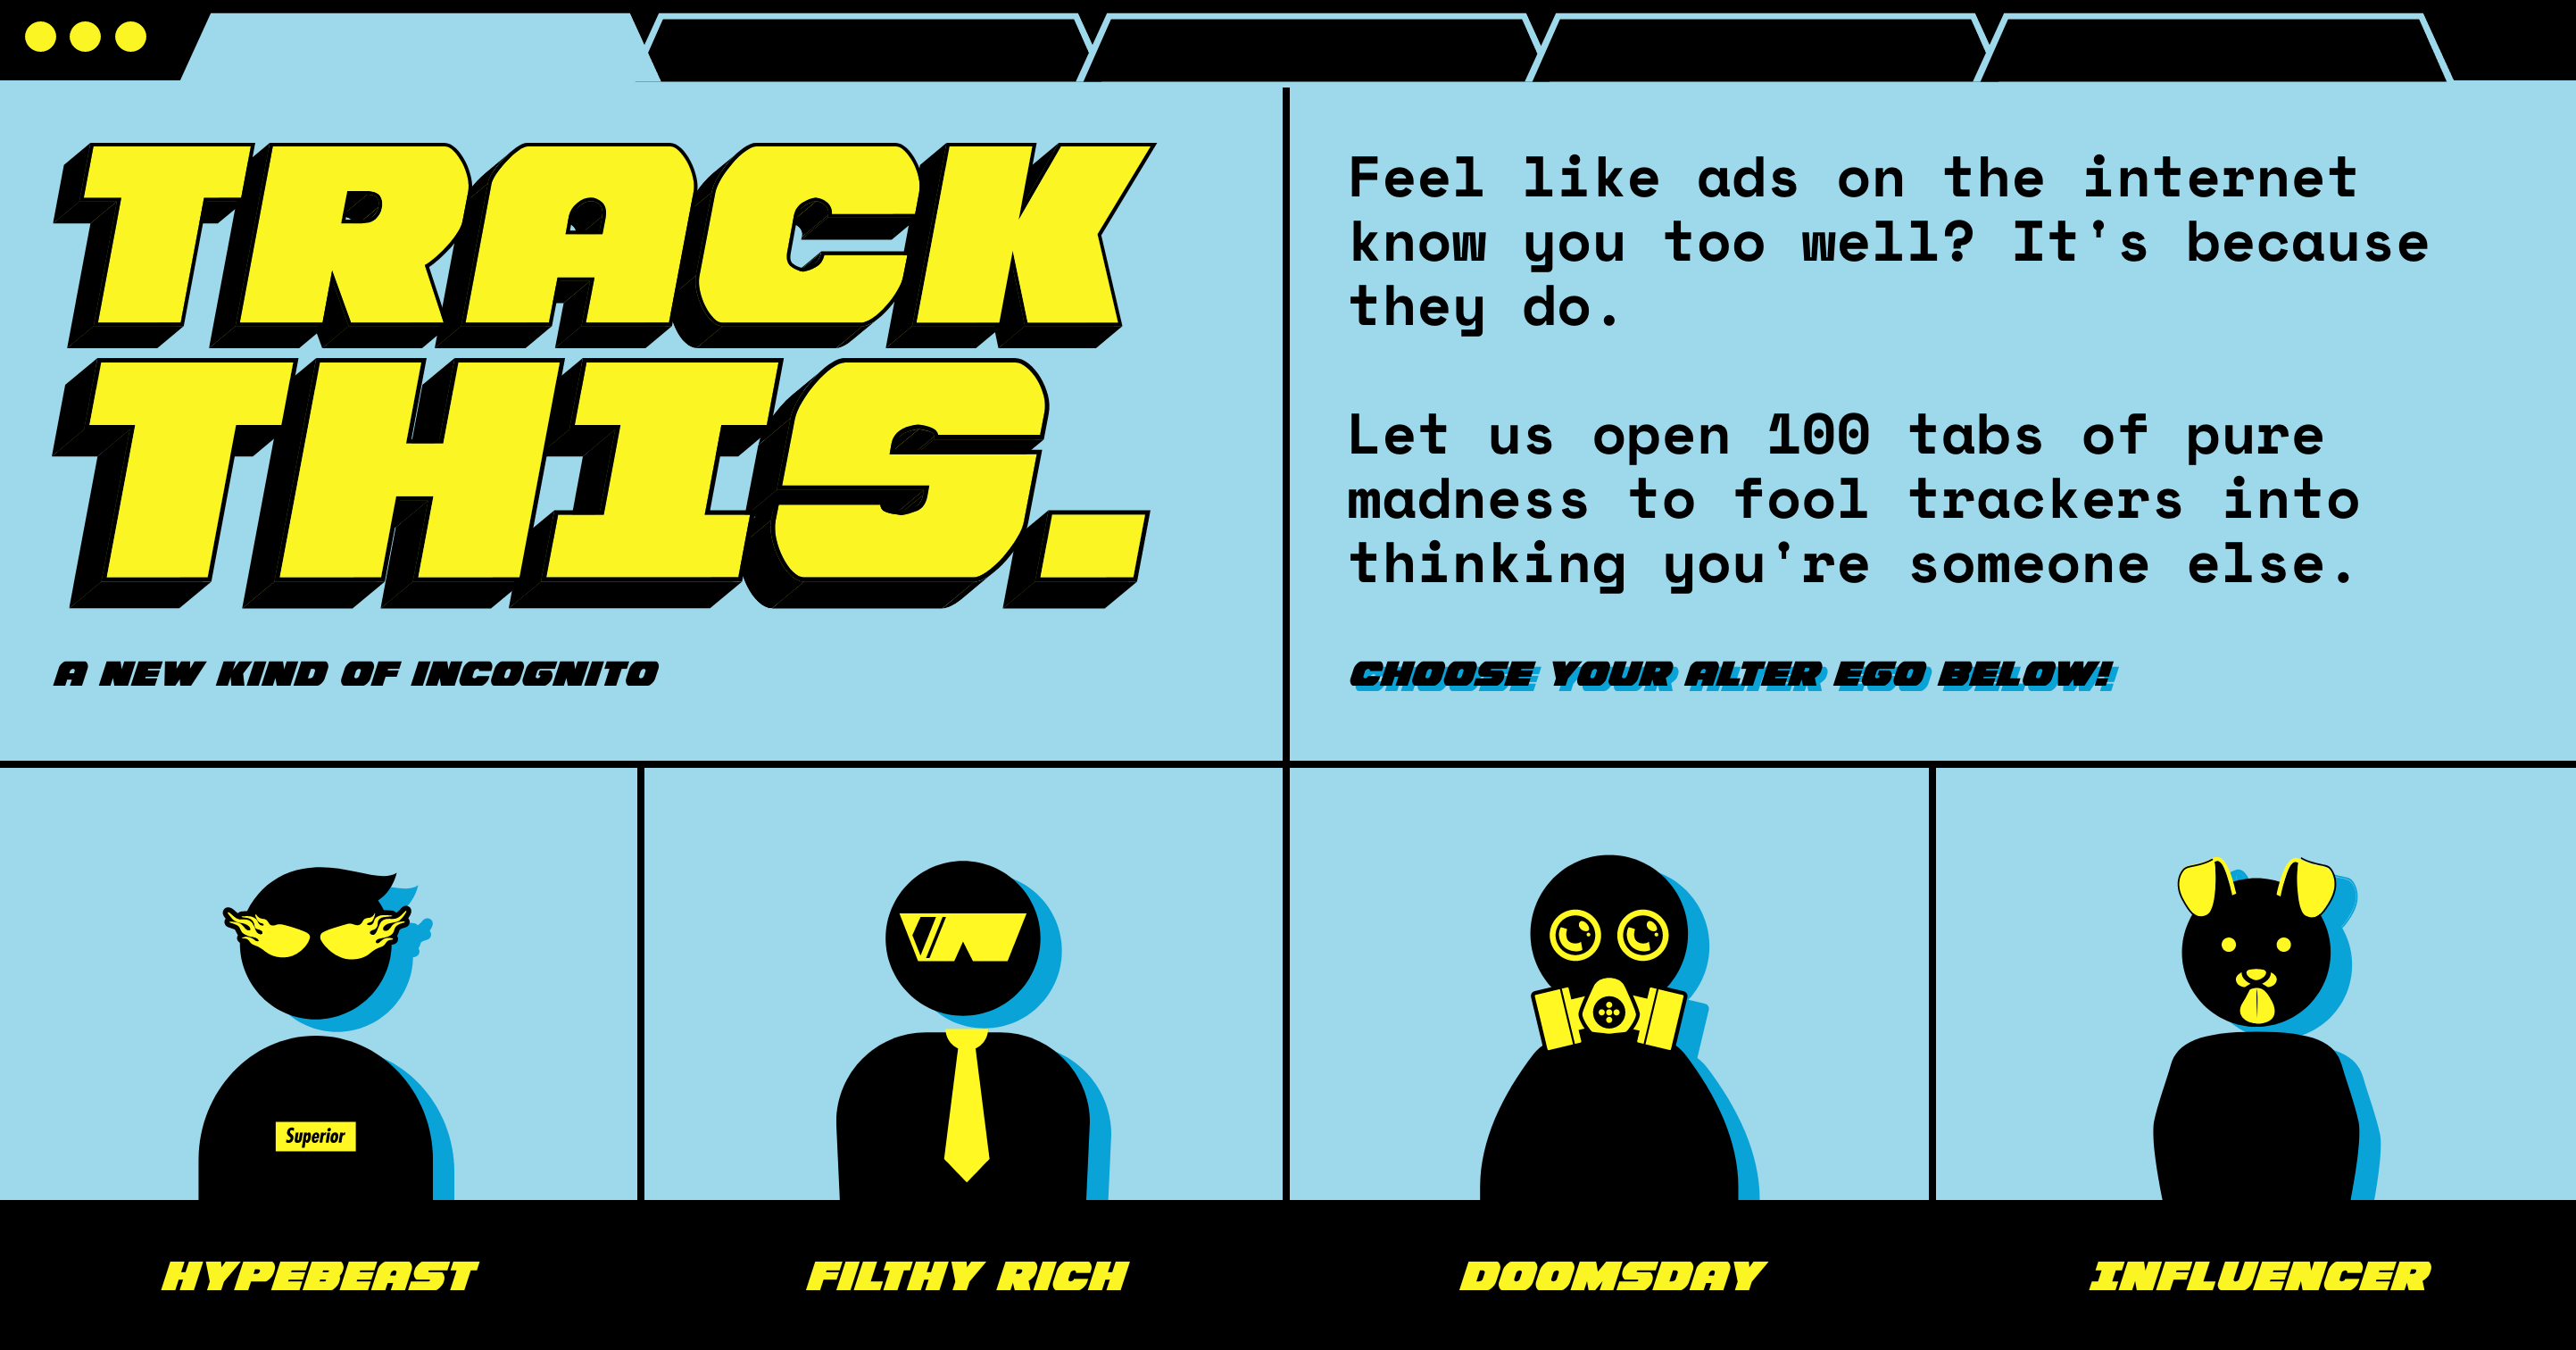 TRACK
THIS.
A NEW KIND OF INCOGNITO
Feel like ads on the internet
know you too well? It's because
they do.
Let us open 100 tabs of pure
madness to fool trackers into
thinking you're someone else.
CHOOSE YOUR ALTER EGO BELOW!
Superior
HYPEBEAST
FILTHY RICH
DOOMSDAY
INFLUENCER